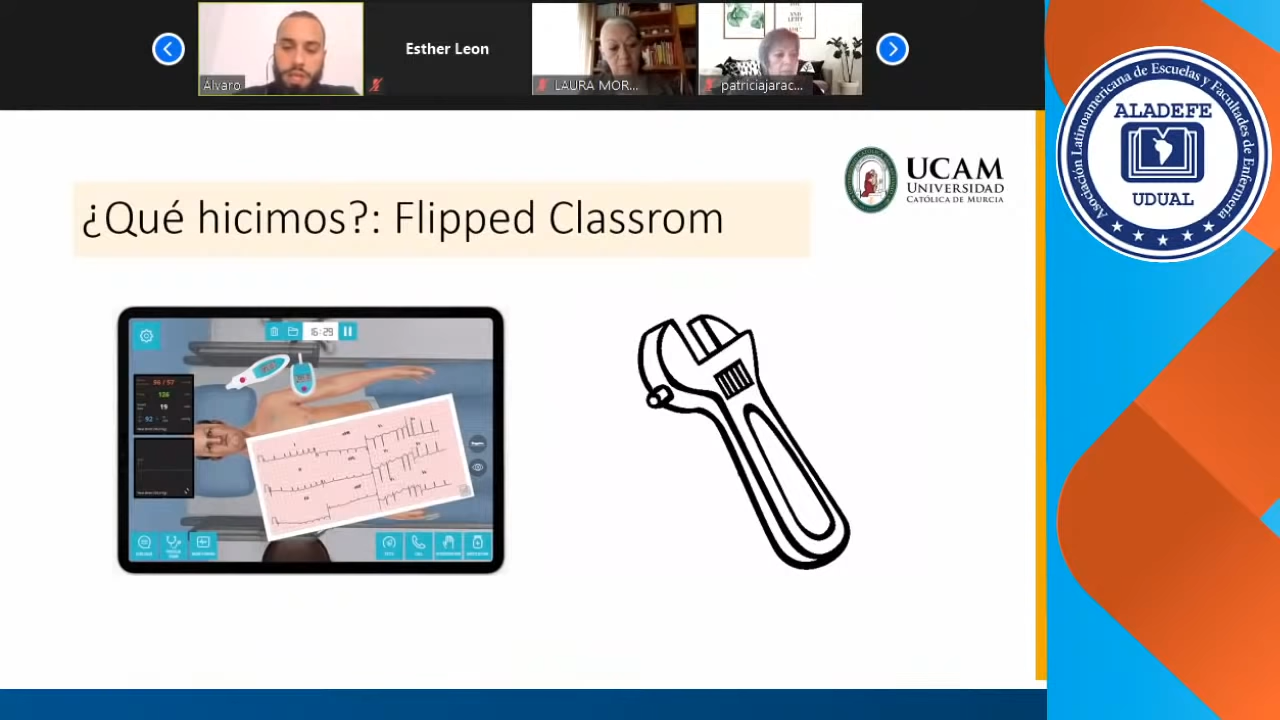 Esther Leon
Álvaro
LAURA MOR...
patriciajarac...
Asociación Latinoamericana de Escuelas y Facultades de Enfermería
ALADEFE
UDUAL
UCAM
UNIVERSIDAD
CATÓLICA DE MURCIA
¿Qué hicimos?: Flipped Classrom
16:29